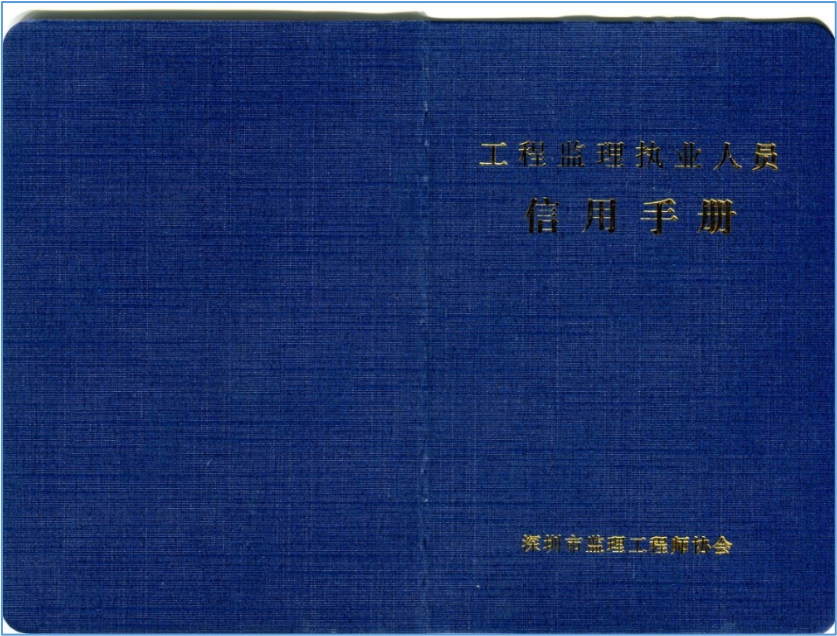 工程监理执业人员
信用手册
深圳市监理工程师协会